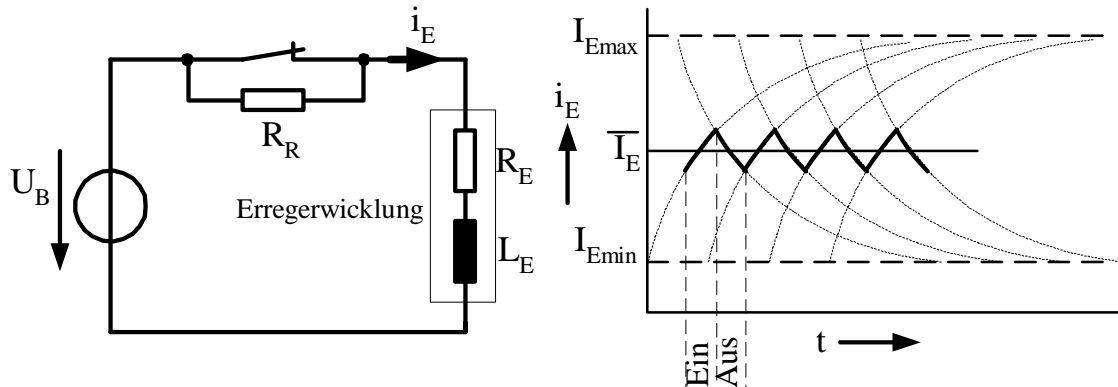 i_E
R_R
U_B
Erregerwicklung
R_E
L_E
I_Emax
i_E
I_E
I_Emin
Ein
Aus
t